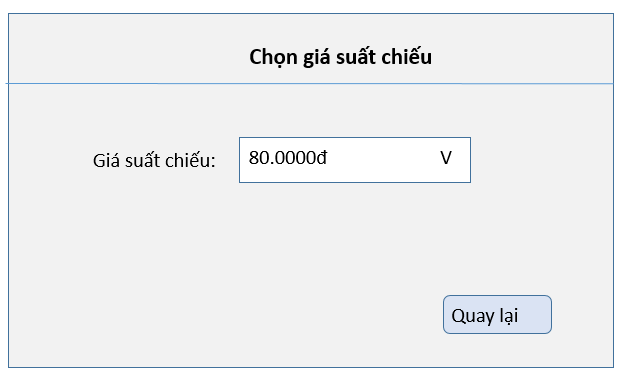 Chọn giá suất chiếu
Giá suất chiếu: 80.0000đ V
Quay lại